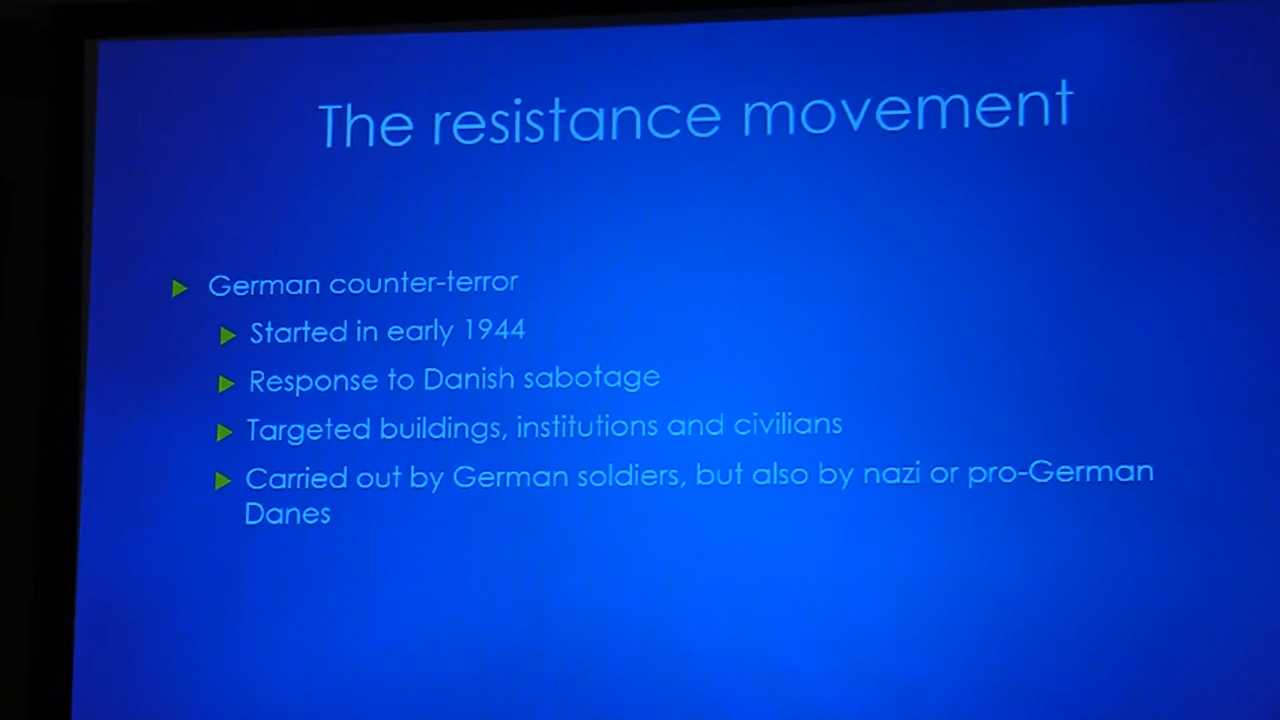 The resistance movement
German counter-terror
Started in early 1944
Response to Danish sabotage
Targeted buildings, institutions and civilians
Carried out by German soldiers, but also by nazi or pro-German
Danes